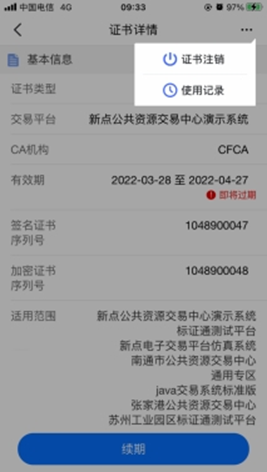 中国电信 4G 09:33 97%
证书详情
证书注销
使用记录
基本信息
证书类型
交易平台 新点公共资源交易中心演示系统
CA机构 CFCA
有效期 2022-03-28 至 2022-04-27
即将过期
签名证书 1048900047
序列号
加密证书 1048900048
序列号
适用范围 新点公共资源交易中心演示系统
标证通测试平台
新点电子交易平台仿真系统
南通市公共资源交易中心
通用专区
java交易系统标准版
张家港公共资源交易中心
苏州工业园区标证通测试平台
续期